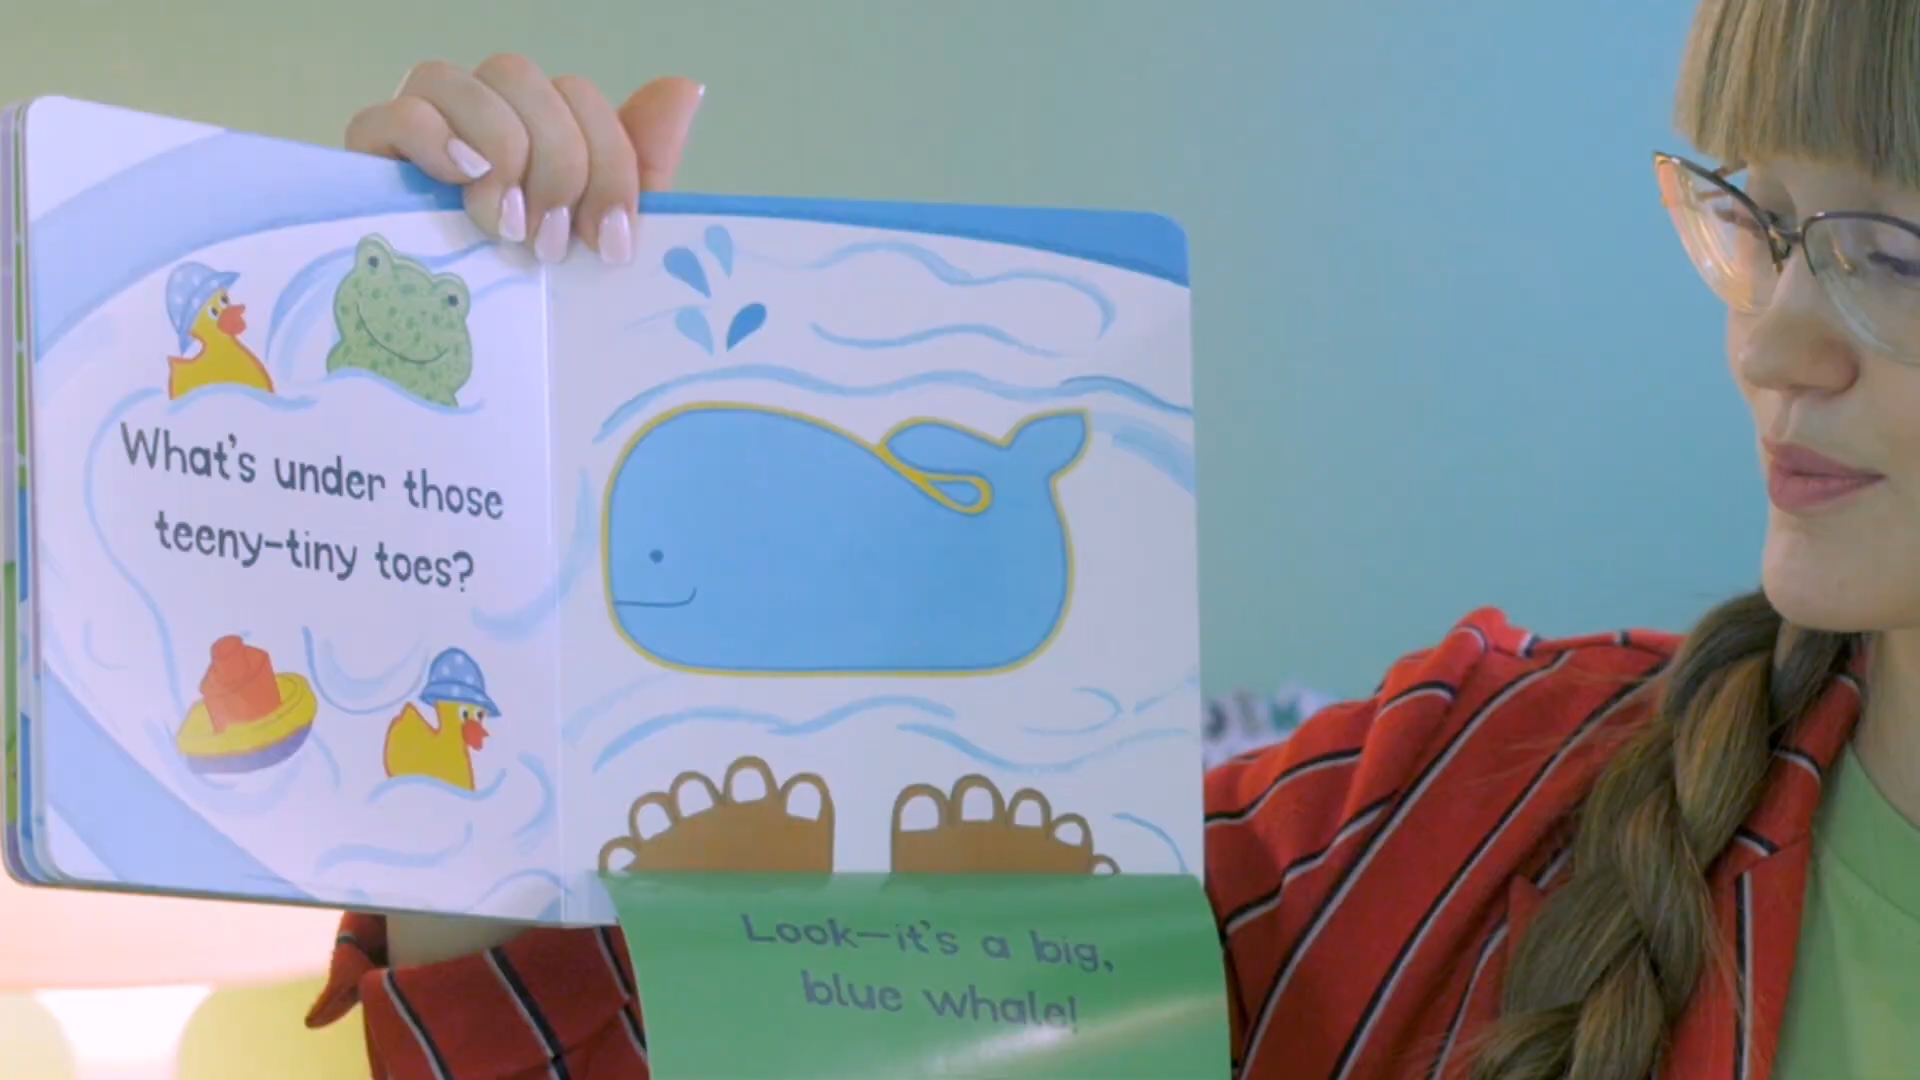 What's under those
teeny-tiny toes?
Look—it's a big,
blue whale!